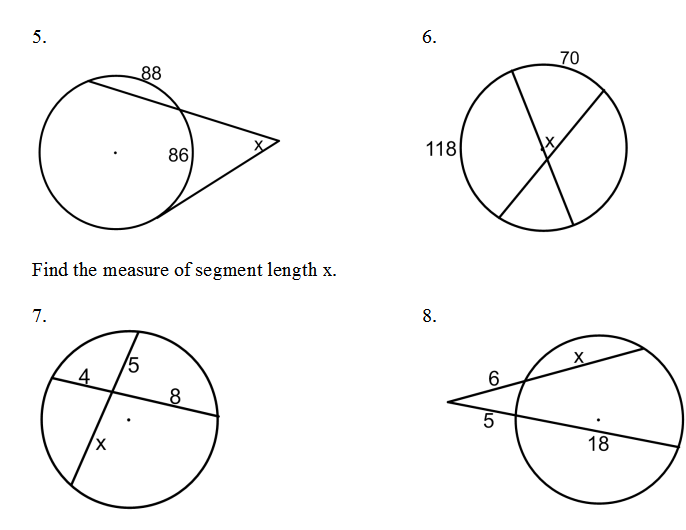 5.
6.
88
86
x
70
118
x
Find the measure of segment length x.
7.
8.
4
5
8
x
6
x
5
18